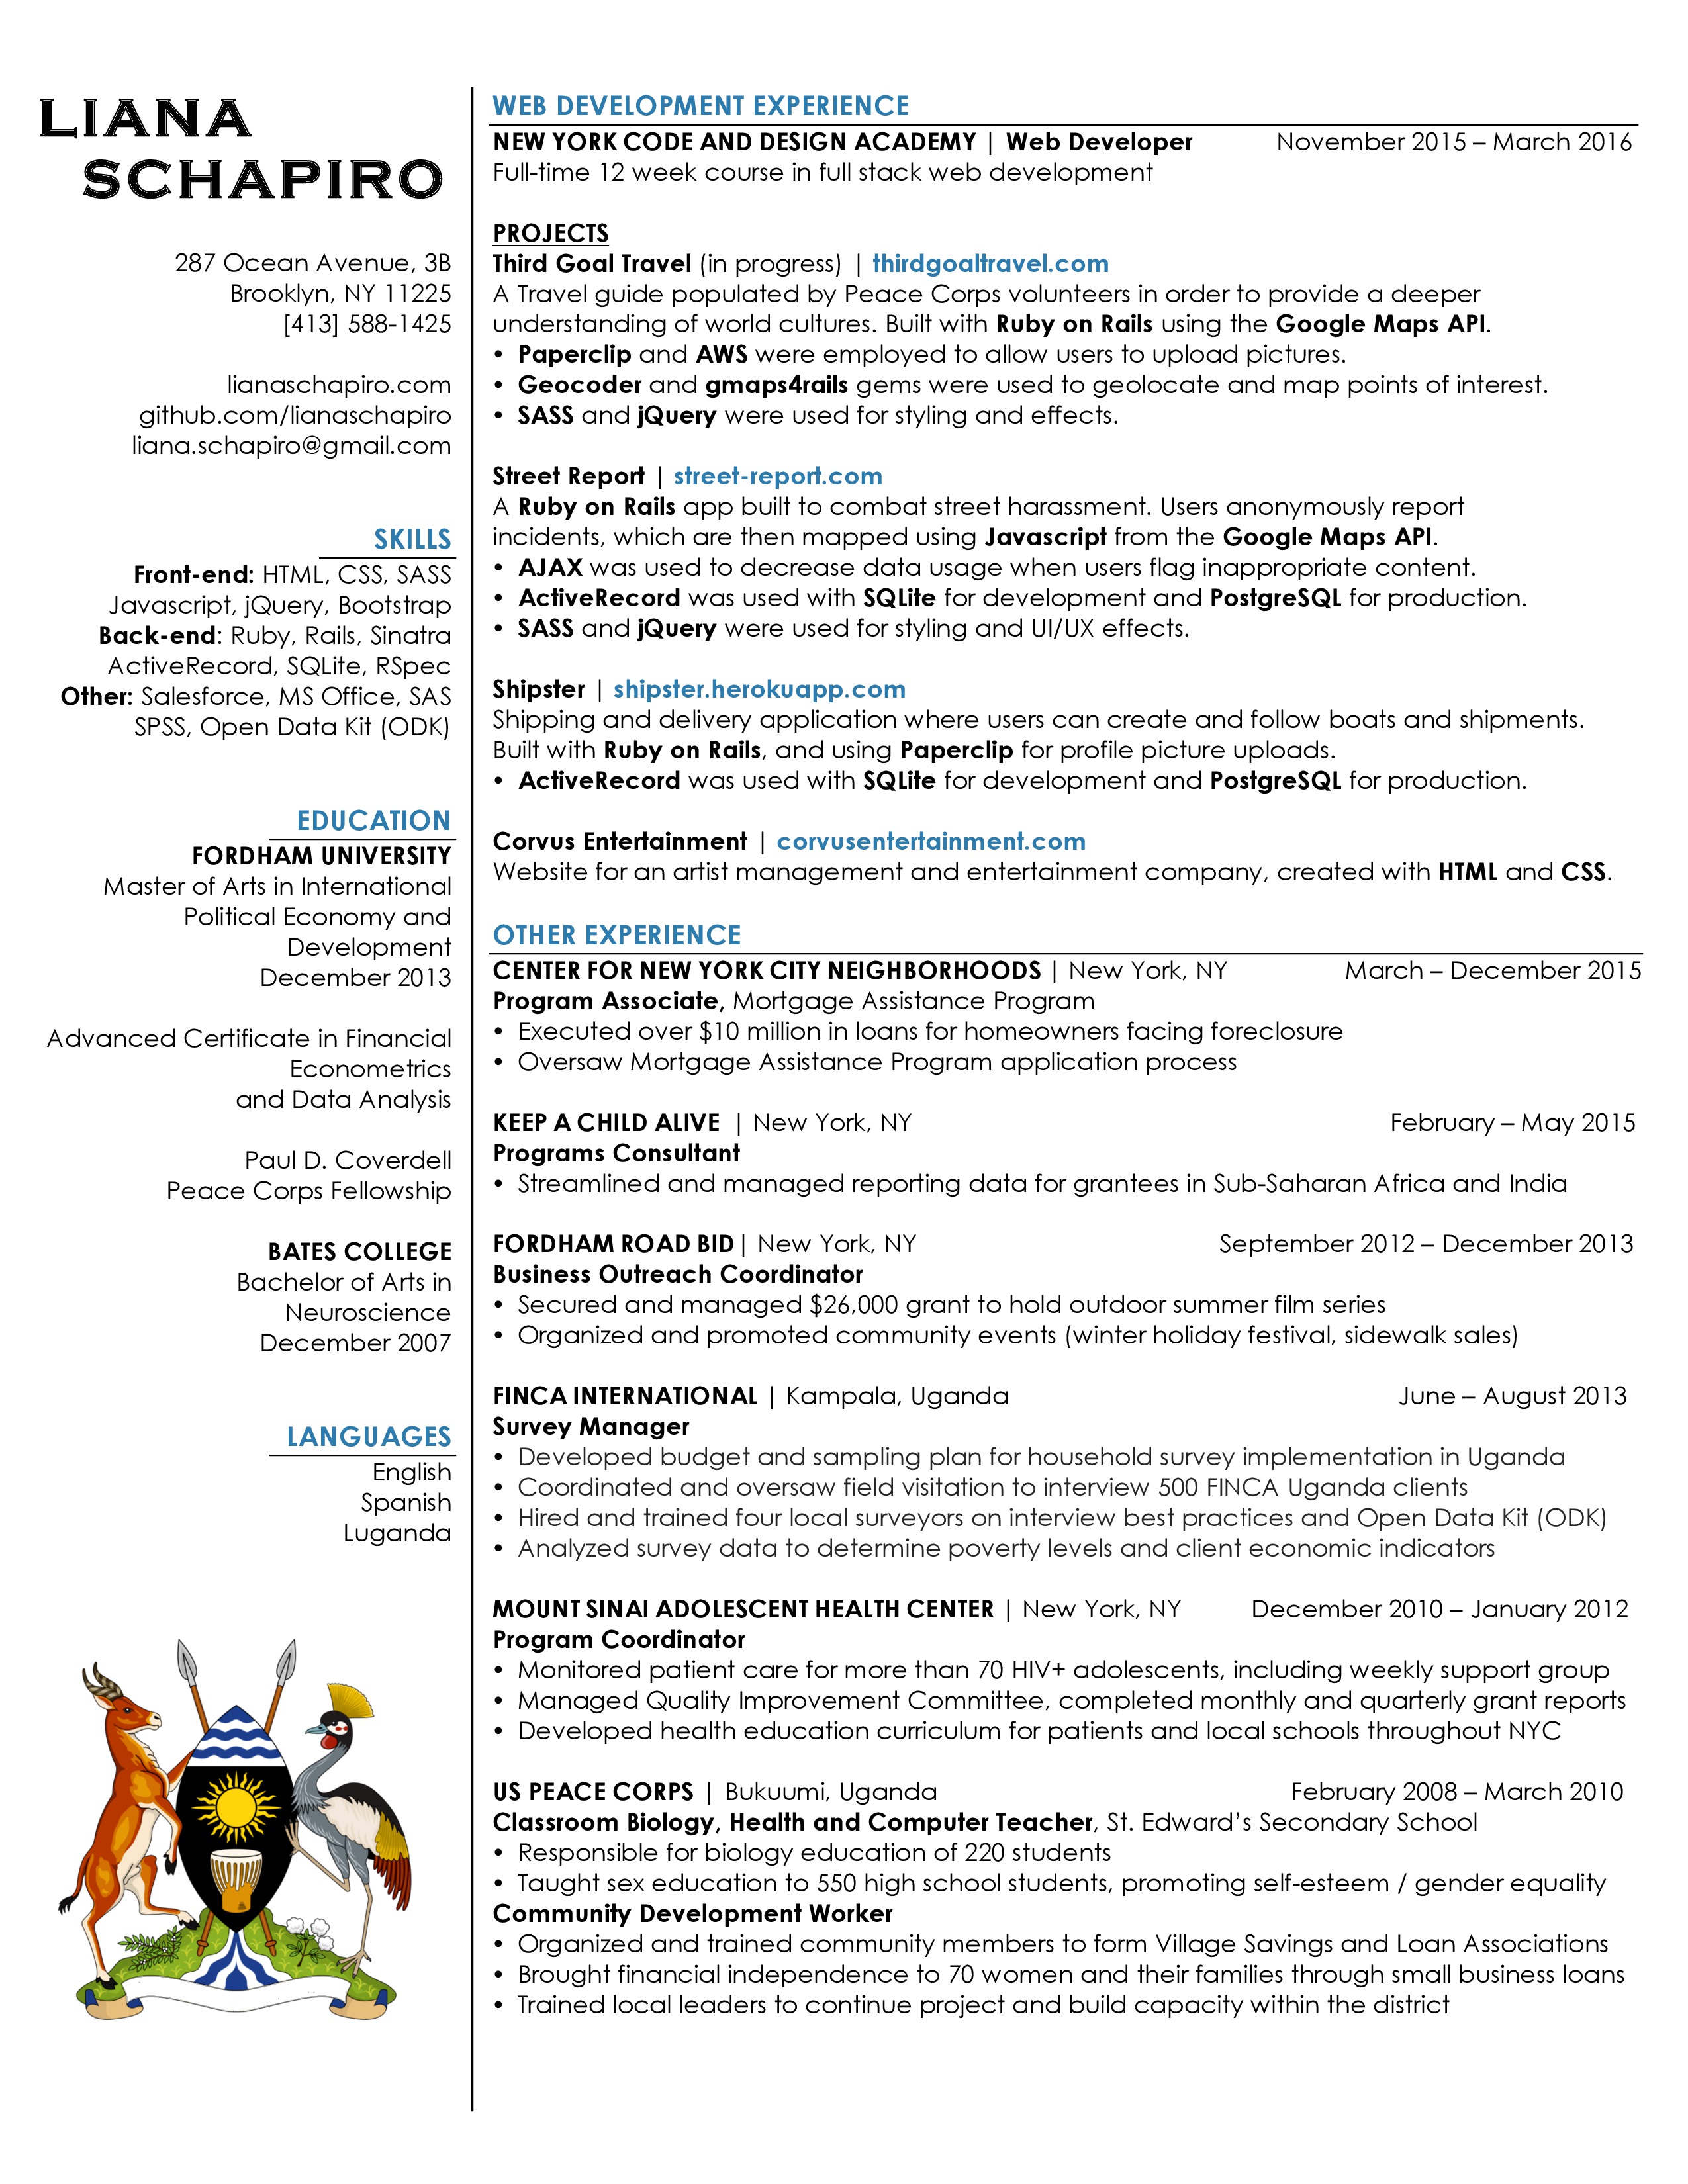 LIANA
SCHAPIRO
287 Ocean Avenue, 3B
Brooklyn, NY 11225
[413] 588-1425
lianaschapiro.com
github.com/lianaschapiro
liana.schapiro@gmail.com
SKILLS
Front-end: HTML, CSS, SASS
Javascript, jQuery, Bootstrap
Back-end: Ruby, Rails, Sinatra
ActiveRecord, SQLite, RSpec
Other: Salesforce, MS Office, SAS
SPSS, Open Data Kit (ODK)
EDUCATION
FORDHAM UNIVERSITY
Master of Arts in International
Political Economy and
Development
December 2013
Advanced Certificate in Financial
Econometrics
and Data Analysis
Paul D. Coverdell
Peace Corps Fellowship
BATES COLLEGE
Bachelor of Arts in
Neuroscience
December 2007
LANGUAGES
English
Spanish
Luganda
WEB DEVELOPMENT EXPERIENCE
NEW YORK CODE AND DESIGN ACADEMY | Web Developer November 2015 – March 2016
Full-time 12 week course in full stack web development
PROJECTS
Third Goal Travel (in progress) | thirdgoaltravel.com
A Travel guide populated by Peace Corps volunteers in order to provide a deeper
understanding of world cultures. Built with Ruby on Rails using the Google Maps API.
• Paperclip and AWS were employed to allow users to upload pictures.
• Geocoder and gmaps4rails gems were used to geolocate and map points of interest.
• SASS and jQuery were used for styling and effects.
Street Report | street-report.com
A Ruby on Rails app built to combat street harassment. Users anonymously report
incidents, which are then mapped using Javascript from the Google Maps API.
• AJAX was used to decrease data usage when users flag inappropriate content.
• ActiveRecord was used with SQLite for development and PostgreSQL for production.
• SASS and jQuery were used for styling and UI/UX effects.
Shipster | shipster.herokuapp.com
Shipping and delivery application where users can create and follow boats and shipments.
Built with Ruby on Rails, and using Paperclip for profile picture uploads.
• ActiveRecord was used with SQLite for development and PostgreSQL for production.
Corvus Entertainment | corvusentertainment.com
Website for an artist management and entertainment company, created with HTML and CSS.
OTHER EXPERIENCE
CENTER FOR NEW YORK CITY NEIGHBORHOODS | New York, NY March – December 2015
Program Associate, Mortgage Assistance Program
• Executed over $10 million in loans for homeowners facing foreclosure
• Oversaw Mortgage Assistance Program application process
KEEP A CHILD ALIVE | New York, NY February – May 2015
Programs Consultant
• Streamlined and managed reporting data for grantees in Sub-Saharan Africa and India
FORDHAM ROAD BID | New York, NY September 2012 – December 2013
Business Outreach Coordinator
• Secured and managed $26,000 grant to hold outdoor summer film series
• Organized and promoted community events (winter holiday festival, sidewalk sales)
FINCA INTERNATIONAL | Kampala, Uganda June – August 2013
Survey Manager
• Developed budget and sampling plan for household survey implementation in Uganda
• Coordinated and oversaw field visitation to interview 500 FINCA Uganda clients
• Hired and trained four local surveyors on interview best practices and Open Data Kit (ODK)
• Analyzed survey data to determine poverty levels and client economic indicators
MOUNT SINAI ADOLESCENT HEALTH CENTER | New York, NY December 2010 – January 2012
Program Coordinator
• Monitored patient care for more than 70 HIV+ adolescents, including weekly support group
• Managed Quality Improvement Committee, completed monthly and quarterly grant reports
• Developed health education curriculum for patients and local schools throughout NYC
US PEACE CORPS | Bukuumi, Uganda February 2008 – March 2010
Classroom Biology, Health and Computer Teacher, St. Edward’s Secondary School
• Responsible for biology education of 220 students
• Taught sex education to 550 high school students, promoting self-esteem / gender equality
Community Development Worker
• Organized and trained community members to form Village Savings and Loan Associations
• Brought financial independence to 70 women and their families through small business loans
• Trained local leaders to continue project and build capacity within the district